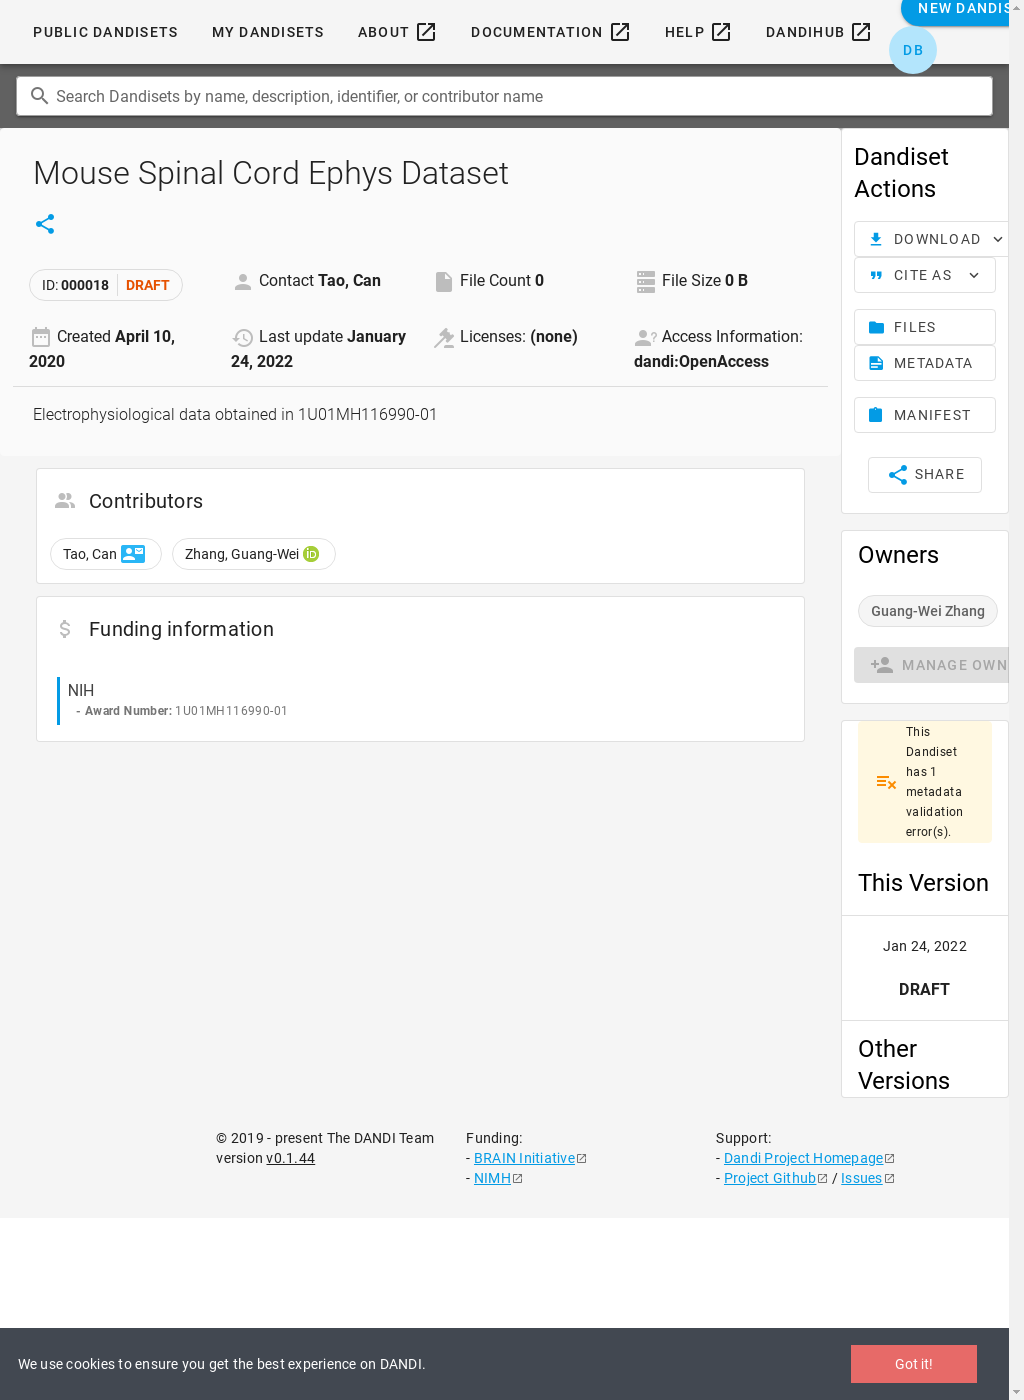 PUBLIC DANDISETS MY DANDISETS ABOUT DOCUMENTATION HELP DANDIHUB NEW DANDIS
DB
Search Dandisets by name, description, identifier, or contributor name
Mouse Spinal Cord Ephys Dataset
ID: 000018 DRAFT
Contact Tao, Can
File Count 0
File Size 0 B
Created April 10,
2020
Last update January
24, 2022
Licenses: (none)
Access Information:
dandi:OpenAccess
Electrophysiological data obtained in 1U01MH116990-01
Contributors
Tao, Can
Zhang, Guang-Wei iD
Funding information
NIH
- Award Number: 1U01MH116990-01
Dandiset
Actions
DOWNLOAD
CITE AS
FILES
METADATA
MANIFEST
SHARE
Owners
Guang-Wei Zhang
MANAGE OWN
This
Dandiset
has 1
metadata
validation
error(s).
This Version
Jan 24, 2022
DRAFT
Other
Versions
© 2019 - present The DANDI Team
version v0.1.44
Funding:
- BRAIN Initiative
- NIMH
Support:
- Dandi Project Homepage
- Project Github / Issues
We use cookies to ensure you get the best experience on DANDI.
Got it!